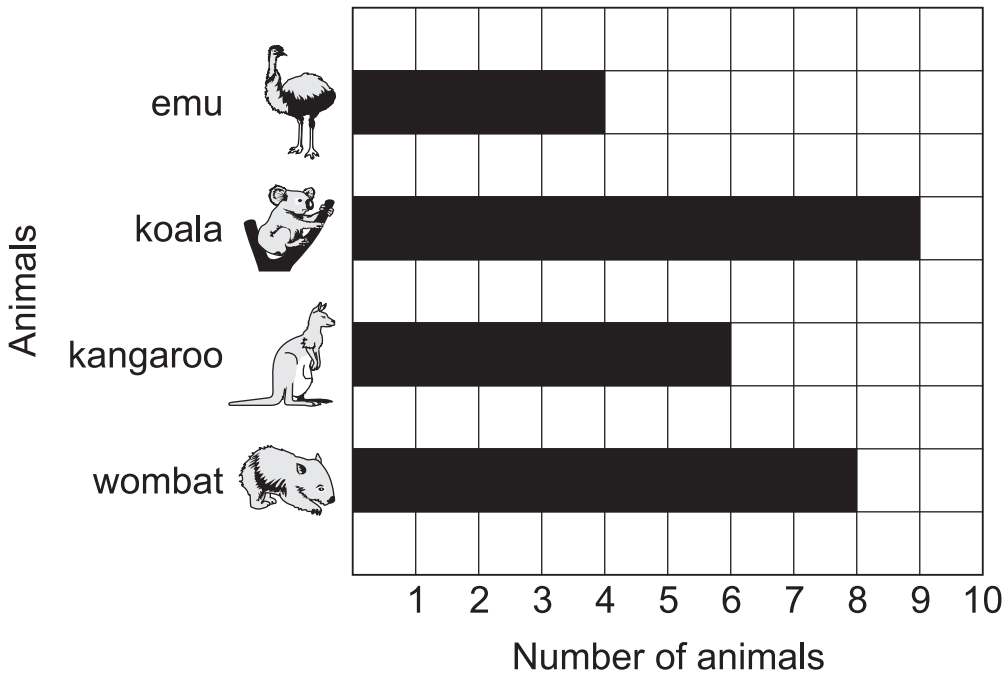 Animals
emu
koala
kangaroo
wombat
1 2 3 4 5 6 7 8 9 10
Number of animals